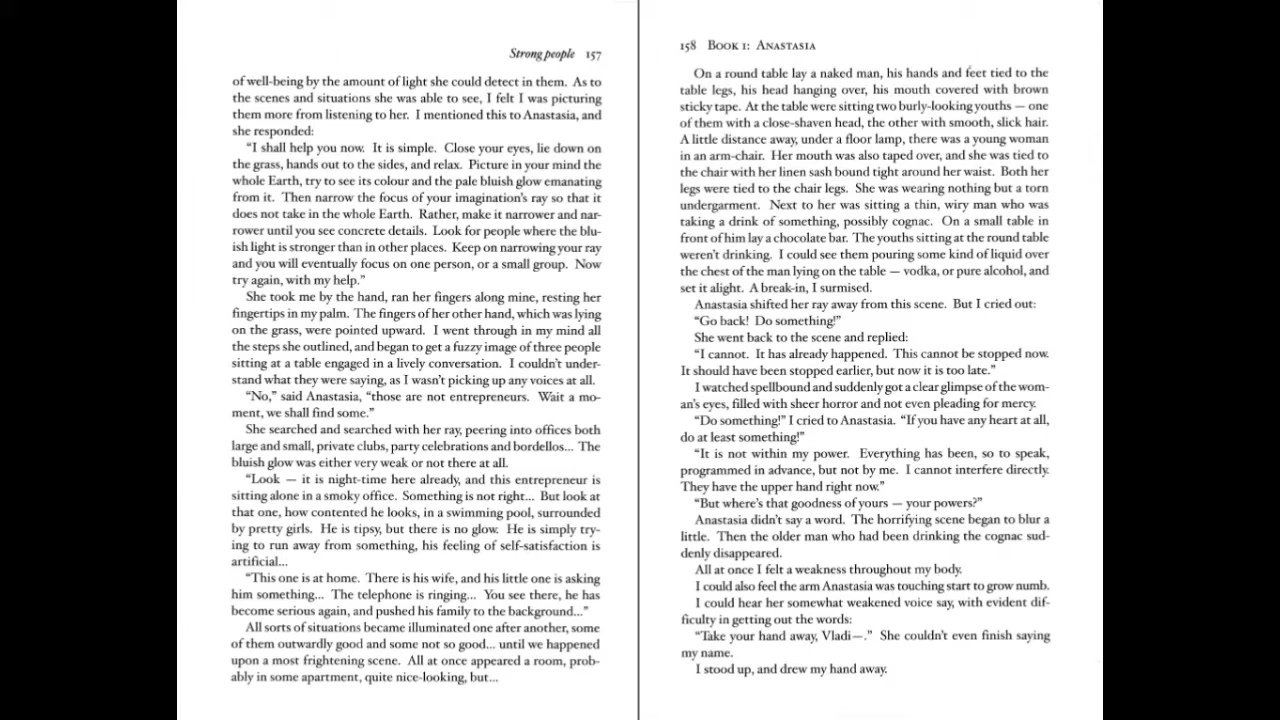 Strong people 157
of well-being by the amount of light she could detect in them. As to
the scenes and situations she was able to see, I felt I was picturing
them more from listening to her. I mentioned this to Anastasia, and
she responded:
“I shall help you now. It is simple. Close your eyes, lie down on
the grass, hands out to the sides, and relax. Picture in your mind the
whole Earth, try to see its colour and the pale bluish glow emanating
from it. Then narrow the focus of your imagination’s ray so that it
does not take in the whole Earth. Rather, make it narrower and nar-
rower until you see concrete details. Look for people where the blu-
ish light is stronger than in other places. Keep on narrowing your ray
and you will eventually focus on one person, or a small group. Now
try again, with my help.”
She took me by the hand, ran her fingers along mine, resting her
fingertips in my palm. The fingers of her other hand, which was lying
on the grass, were pointed upward. I went through in my mind all
the steps she outlined, and began to get a fuzzy image of three people
sitting at a table engaged in a lively conversation. I couldn’t under-
stand what they were saying, as I wasn’t picking up any voices at all.
“No,” said Anastasia, “those are not entrepreneurs. Wait a mo-
ment, we shall find some.”
She searched and searched with her ray, peering into offices both
large and small, private clubs, party celebrations and bordellos... The
bluish glow was either very weak or not there at all.
“Look — it is night-time here already, and this entrepreneur is
sitting alone in a smoky office. Something is not right... But look at
that one, how contented he looks, in a swimming pool, surrounded
by pretty girls. He is tipsy, but there is no glow. He is simply try-
ing to run away from something, his feeling of self-satisfaction is
artificial...
“This one is at home. There is his wife, and his little one is asking
him something... The telephone is ringing... You see there, he has
become serious again, and pushed his family to the background...”
All sorts of situations became illuminated one after another, some
of them outwardly good and some not so good... until we happened
upon a most frightening scene. All at once appeared a room, prob-
ably in some apartment, quite nice-looking, but...
158 BOOK 1: ANASTASIA
On a round table lay a naked man, his hands and feet tied to the
table legs, his head hanging over, his mouth covered with brown
sticky tape. At the table were sitting two burly-looking youths — one
of them with a close-shaven head, the other with smooth, slick hair.
A little distance away, under a floor lamp, there was a young woman
in an arm-chair. Her mouth was also taped over, and she was tied to
the chair with her linen sash bound tight around her waist. Both her
legs were tied to the chair legs. She was wearing nothing but a torn
undergarment. Next to her was sitting a thin, wiry man who was
taking a drink of something, possibly cognac. On a small table in
front of him lay a chocolate bar. The youths sitting at the round table
weren’t drinking. I could see them pouring some kind of liquid over
the chest of the man lying on the table — vodka, or pure alcohol, and
set it alight. A break-in, I surmised.
Anastasia shifted her ray away from this scene. But I cried out:
“Go back! Do something!”
She went back to the scene and replied:
“I cannot. It has already happened. This cannot be stopped now.
It should have been stopped earlier, but now it is too late.”
I watched spellbound and suddenly got a clear glimpse of the wom-
an’s eyes, filled with sheer horror and not even pleading for mercy.
“Do something!” I cried to Anastasia. “If you have any heart at all,
do at least something!”
“It is not within my power. Everything has been, so to speak,
programmed in advance, but not by me. I cannot interfere directly.
They have the upper hand right now.”
“But where’s that goodness of yours — your powers?”
Anastasia didn’t say a word. The horrifying scene began to blur a
little. Then the older man who had been drinking the cognac sud-
denly disappeared.
All at once I felt a weakness throughout my body.
I could also feel the arm Anastasia was touching start to grow numb.
I could hear her somewhat weakened voice say, with evident dif-
ficulty in getting out the words:
“Take your hand away, Vladi—.” She couldn’t even finish saying
my name.
I stood up, and drew my hand away.